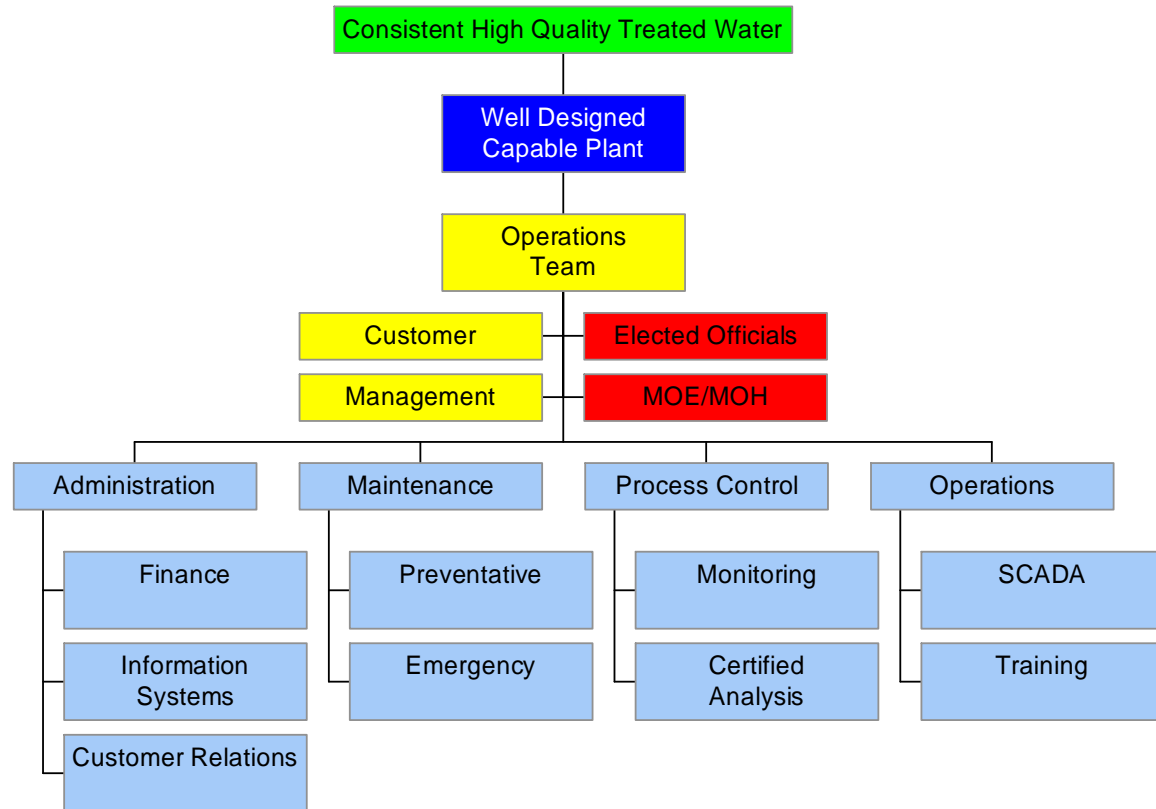 Consistent High Quality Treated Water
Well Designed
Capable Plant
Operations
Team
Customer
Elected Officials
Management
MOE/MOH
Administration
Maintenance
Process Control
Operations
Finance
Preventative
Monitoring
SCADA
Information
Systems
Emergency
Certified
Analysis
Training
Customer Relations